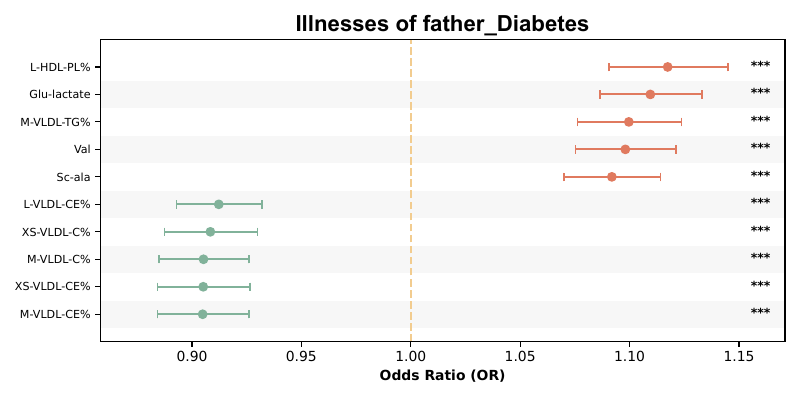 Illnesses of father_Diabetes
L-HDL-PL% ***
Glu-lactate ***
M-VLDL-TG% ***
Val ***
Sc-ala ***
L-VLDL-CE% ***
XS-VLDL-C% ***
M-VLDL-C% ***
XS-VLDL-CE% ***
M-VLDL-CE% ***
0.90 0.95 1.00 1.05 1.10 1.15
Odds Ratio (OR)